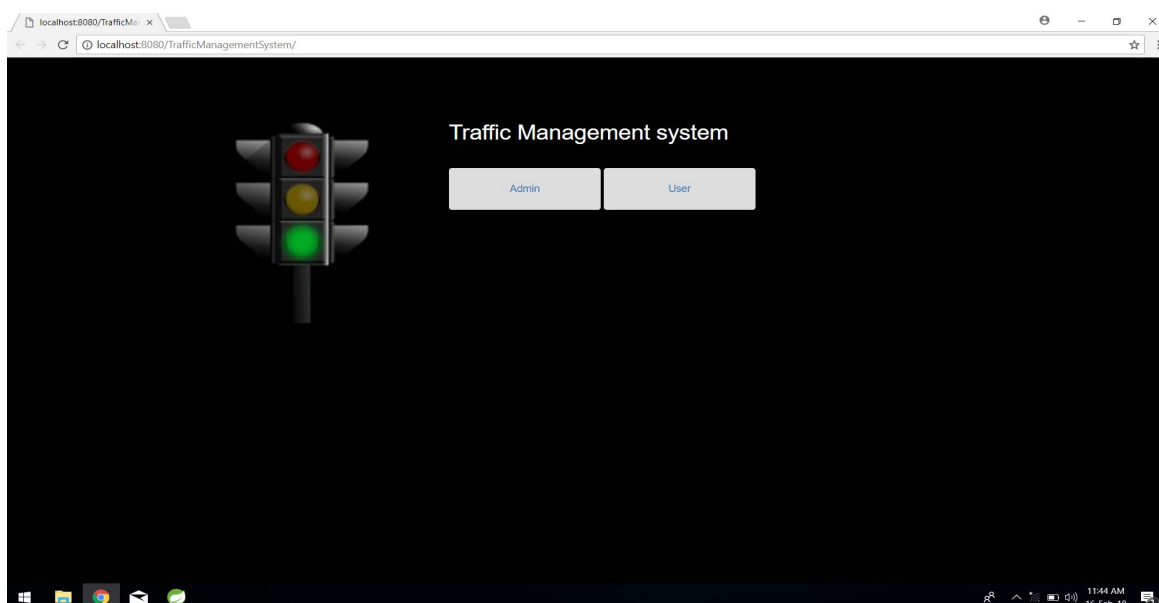 localhost:8080/TrafficMa
localhost:8080/TrafficManagementSystem/
Traffic Management system
Admin
User
11:44 AM